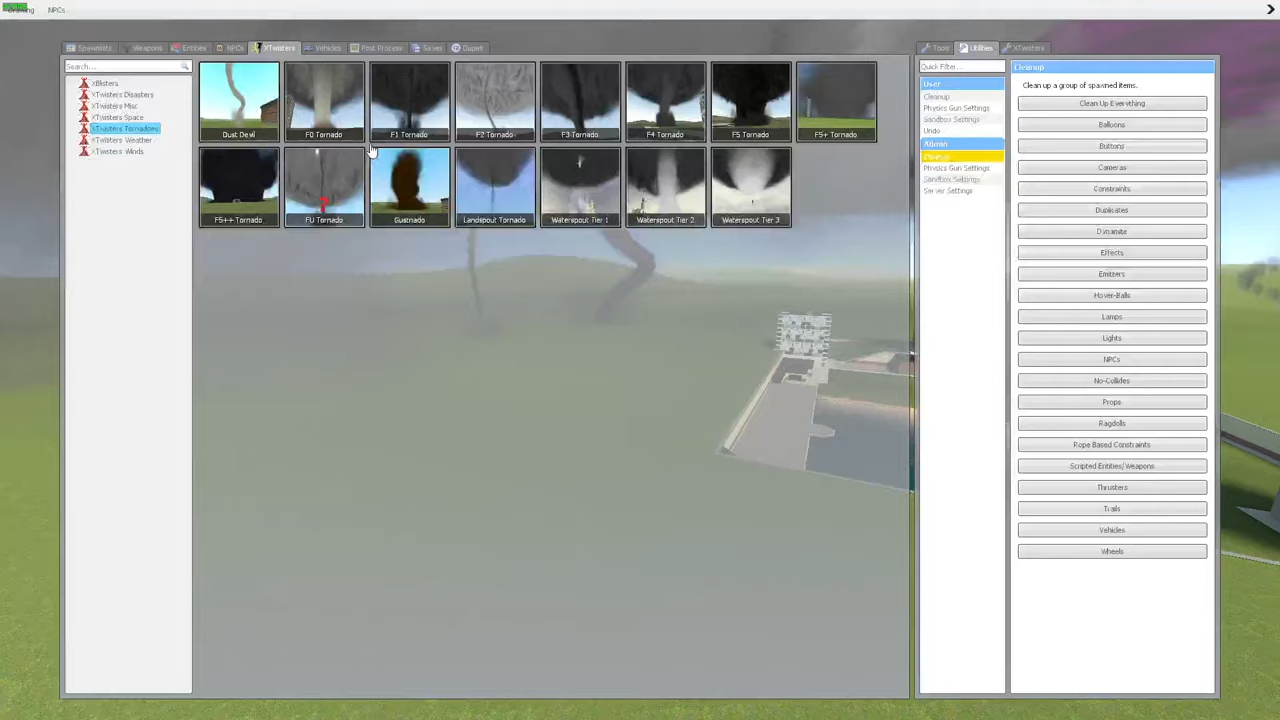 Drawing NPCs
Spawnlists Weapons Entities NPCs XTwisters Vehicles Post Process Saves Dupes
Tools Utilities XTwisters
Search...
XBlisters
XTwisters Disasters
XTwisters Misc
XTwisters Space
XTwisters Tornadoes
XTwisters Weather
XTwisters Winds
Dust Devil F0 Tornado F1 Tornado F2 Tornado F3 Tornado F4 Tornado F5 Tornado F5+ Tornado
F5++ Tornado FU Tornado Gustnado Landspout Tornado Waterspout Tier 1 Waterspout Tier 2 Waterspout Tier 3
Quick Filter...
User
Cleanup
Physics Gun Settings
Sandbox Settings
Undo
Admin
Cleanup
Physics Gun Settings
Sandbox Settings
Server Settings
Cleanup
Clean up a group of spawned items.
Clean Up Everything
Balloons
Buttons
Cameras
Constraints
Duplicates
Dynamite
Effects
Emitters
Hover-Balls
Lamps
Lights
NPCs
No-Collides
Props
Ragdolls
Rope Based Constraints
Scripted Entities/Weapons
Thrusters
Trails
Vehicles
Wheels